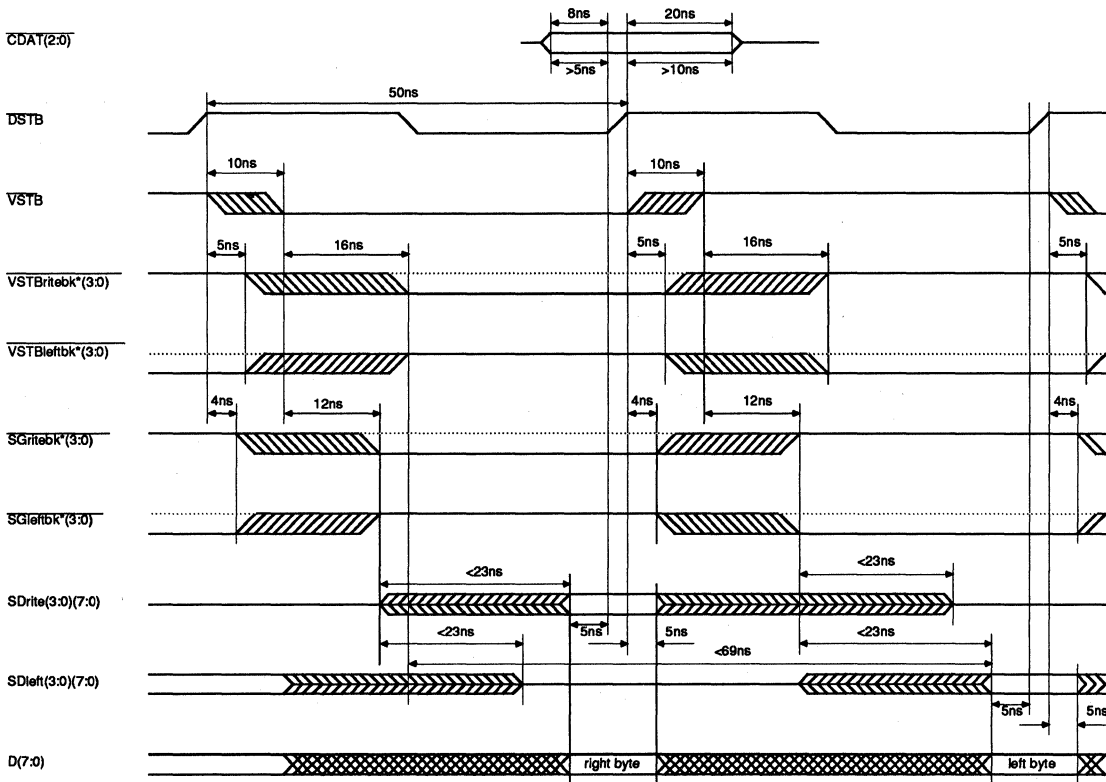 8ns 20ns
CDAT(2:0)
>5ns >10ns
50ns
DSTB
10ns 10ns
VSTB
5ns 16ns 5ns 16ns 5ns
VSTBritebk*(3:0)
VSTBleftbk*(3:0)
4ns 12ns 4ns 12ns 4ns
SGritebk*(3:0)
SGleftbk*(3:0)
<23ns <23ns
SDrite(3:0)(7:0)
<23ns 5ns 5ns <23ns
<69ns
SDleft(3:0)(7:0)
5ns 5ns
D(7:0) right byte left byte